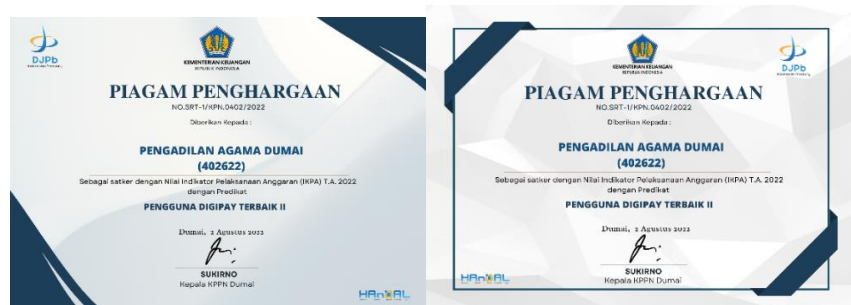 DJPb
KEMENTERIAN KEUANGAN
REPUBLIK INDONESIA
PIAGAM PENGHARGAAN
NO.SRT-1/KPN.0402/2022
Diberikan Kepada :
PENGADILAN AGAMA DUMAI
(402622)
Sebagai satker dengan Nilai Indikator Pelaksanaan Anggaran (IKPA) T.A. 2022
dengan Predikat
PENGGUNA DIGIPAY TERBAIK II
Dumai, 2 Agustus 2022
SUKIRNO
Kepala KPPN Dumai
HAnDAL
KEMENTERIAN KEUANGAN
REPUBLIK INDONESIA
DJPb
PIAGAM PENGHARGAAN
NO.SRT-1/KPN.0402/2022
Diberikan Kepada :
PENGADILAN AGAMA DUMAI
(402622)
Sebagai satker dengan Nilai Indikator Pelaksanaan Anggaran (IKPA) T.A. 2022
dengan Predikat
PENGGUNA DIGIPAY TERBAIK II
Dumai, 2 Agustus 2022
SUKIRNO
Kepala KPPN Dumai
HAnDAL